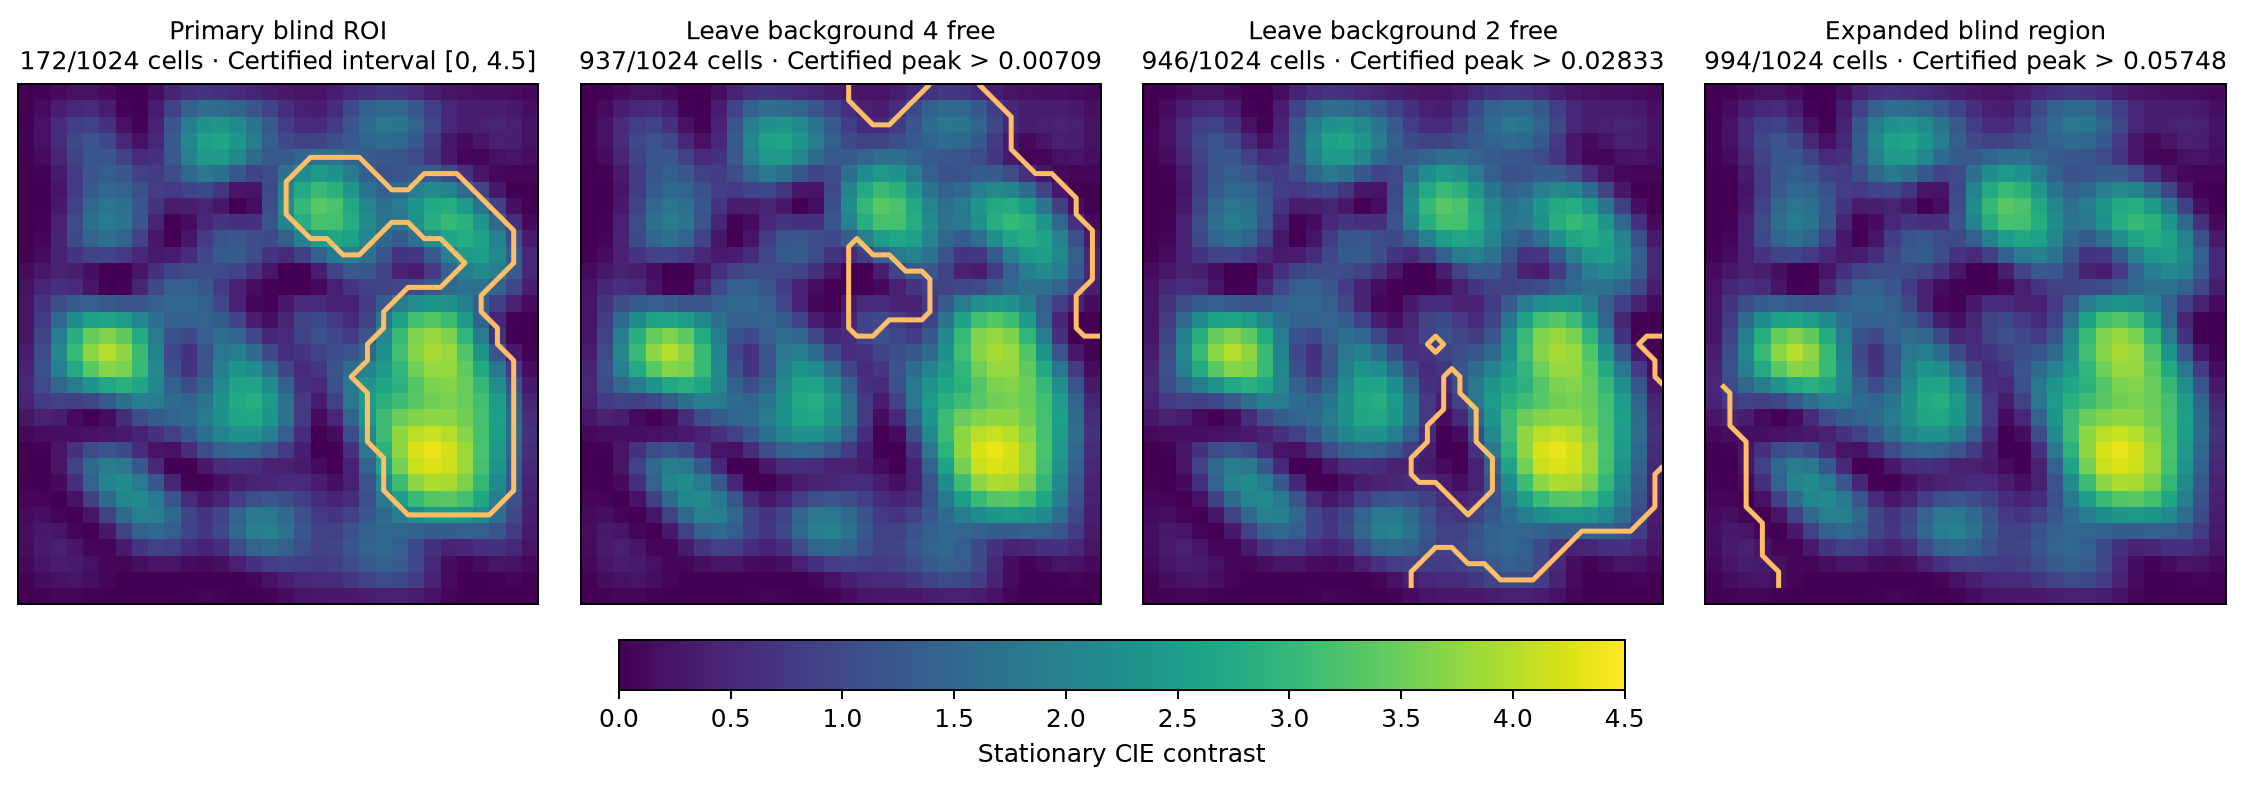 Primary blind ROI
172/1024 cells · Certified interval [0, 4.5]
Leave background 4 free
937/1024 cells · Certified peak > 0.00709
Leave background 2 free
946/1024 cells · Certified peak > 0.02833
Expanded blind region
994/1024 cells · Certified peak > 0.05748
0.0 0.5 1.0 1.5 2.0 2.5 3.0 3.5 4.0 4.5
Stationary CIE contrast